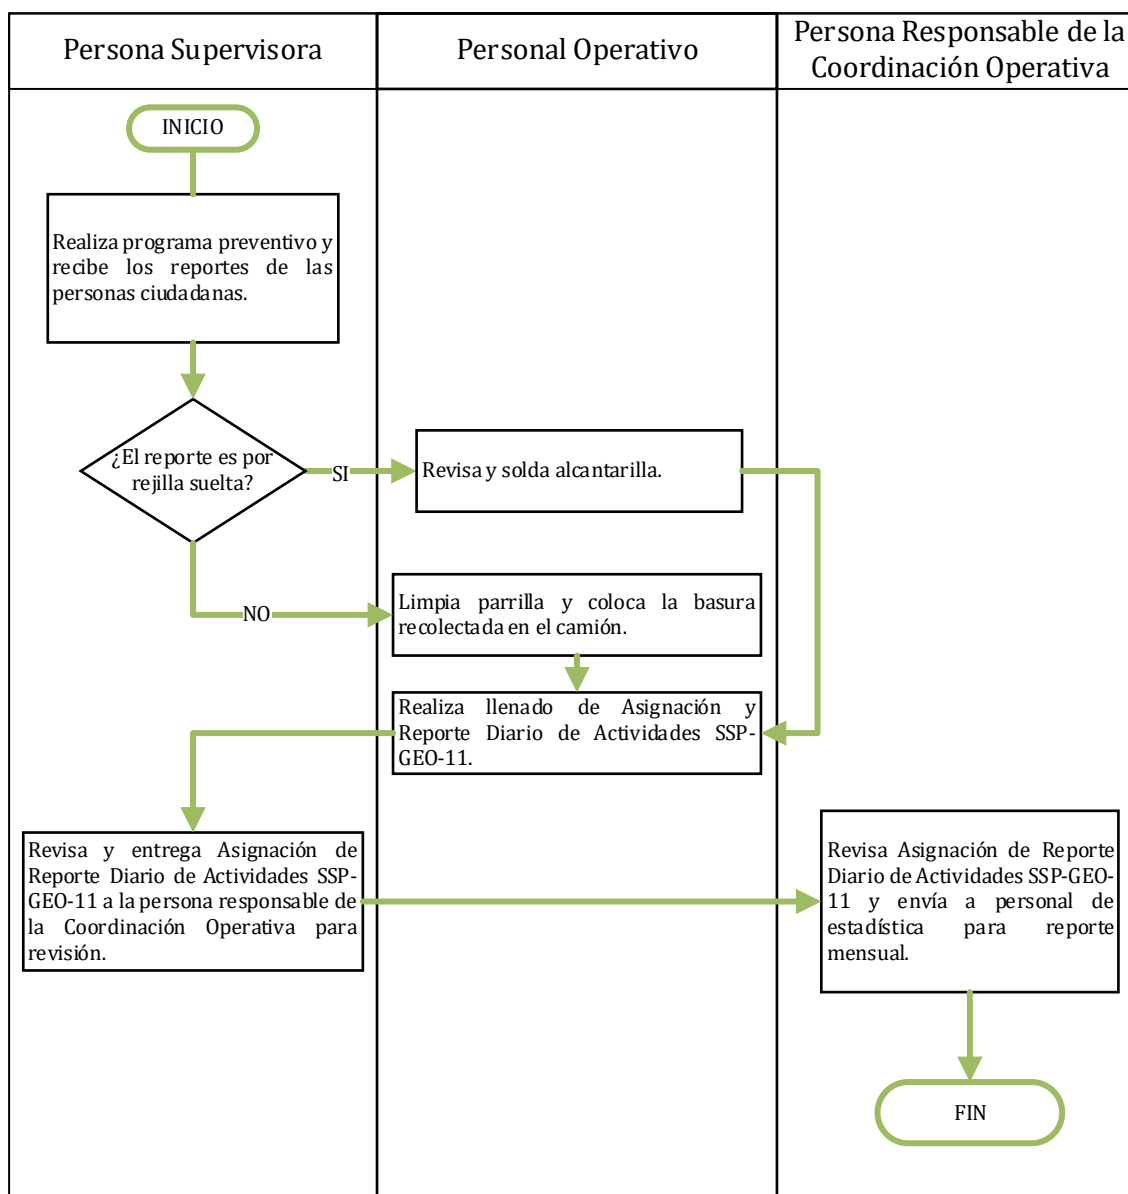 Persona Supervisora
Personal Operativo
Persona Responsable de la
Coordinación Operativa
INICIO
Realiza programa preventivo y
recibe los reportes de las
personas ciudadanas.
¿El reporte es por
rejilla suelta?
SI
Revisa y solda alcantarilla.
NO
Limpia parrilla y coloca la basura
recolectada en el camión.
Realiza llenado de Asignación y
Reporte Diario de Actividades SSP-
GEO-11.
Revisa y entrega Asignación de
Reporte Diario de Actividades SSP-
GEO-11 a la persona responsable de
la Coordinación Operativa para
revisión.
Revisa Asignación de Reporte
Diario de Actividades SSP-GEO-
11 y envía a personal de
estadística para reporte
mensual.
FIN